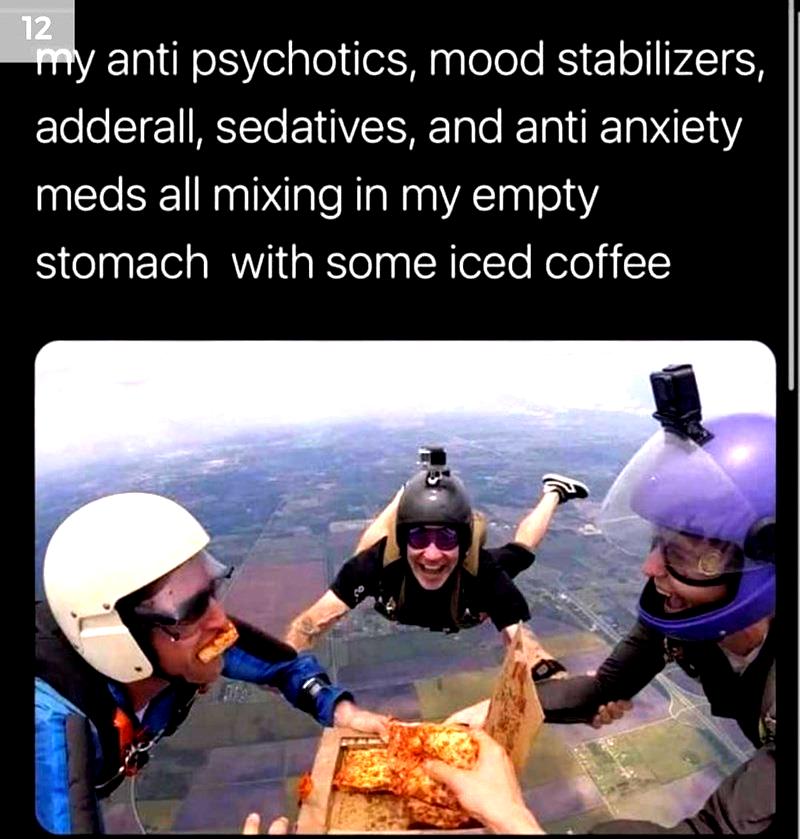 12
my anti psychotics, mood stabilizers,
adderall, sedatives, and anti anxiety
meds all mixing in my empty
stomach with some iced coffee